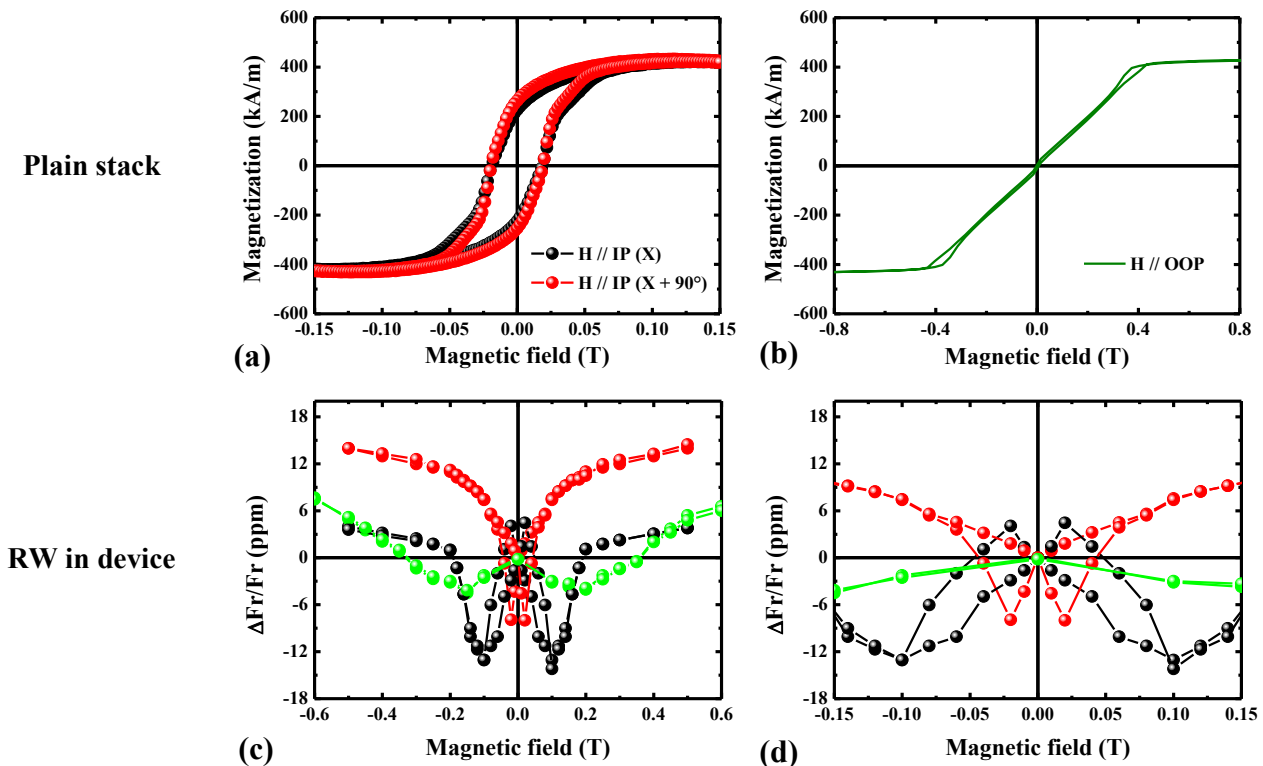 Plain stack
Magnetization (kA/m)
600
400
200
0
-200
-400
-600
-0.15 -0.10 -0.05 0.00 0.05 0.10 0.15
H // IP (X)
H // IP (X + 90°)
(a)
Magnetic field (T)
Magnetization (kA/m)
600
400
200
0
-200
-400
-600
-0.8 -0.4 0.0 0.4 0.8
H // OOP
(b)
Magnetic field (T)
RW in device
ΔFr/Fr (ppm)
18
12
6
0
-6
-12
-18
-0.6 -0.4 -0.2 0.0 0.2 0.4 0.6
(c)
Magnetic field (T)
ΔFr/Fr (ppm)
18
12
6
0
-6
-12
-18
-0.15 -0.10 -0.05 0.00 0.05 0.10 0.15
(d)
Magnetic field (T)